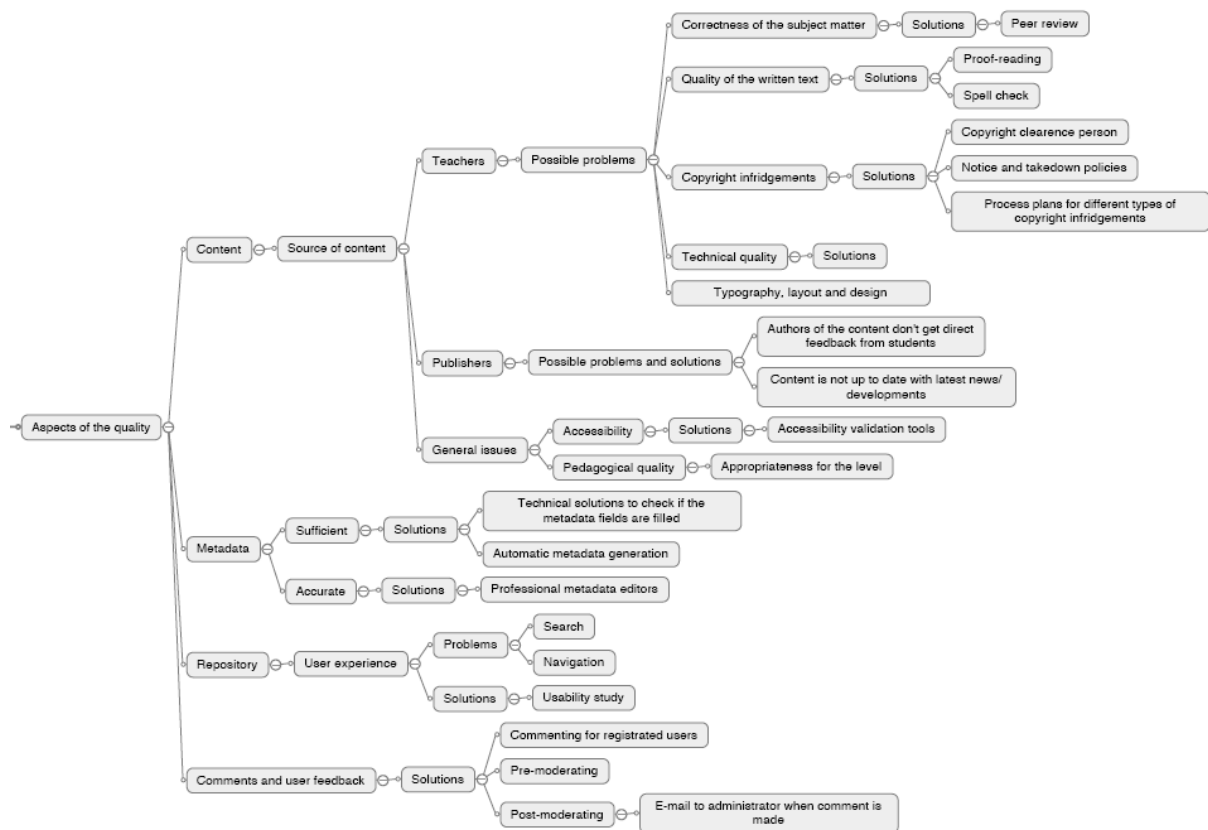 Correctness of the subject matter
Solutions
Peer review
Quality of the written text
Solutions
Proof-reading
Spell check
Teachers
Possible problems
Copyright infridgements
Solutions
Copyright clearence person
Notice and takedown policies
Process plans for different types of
copyright infridgements
Technical quality
Solutions
Typography, layout and design
Content
Source of content
Publishers
Possible problems and solutions
Authors of the content don't get direct
feedback from students
Content is not up to date with latest news/
developments
General issues
Accessibility
Solutions
Accessibility validation tools
Pedagogical quality
Appropriateness for the level
Aspects of the quality
Metadata
Sufficient
Solutions
Technical solutions to check if the
metadata fields are filled
Automatic metadata generation
Accurate
Solutions
Professional metadata editors
Repository
User experience
Problems
Search
Navigation
Solutions
Usability study
Comments and user feedback
Solutions
Commenting for registrated users
Pre-moderating
Post-moderating
E-mail to administrator when comment is
made